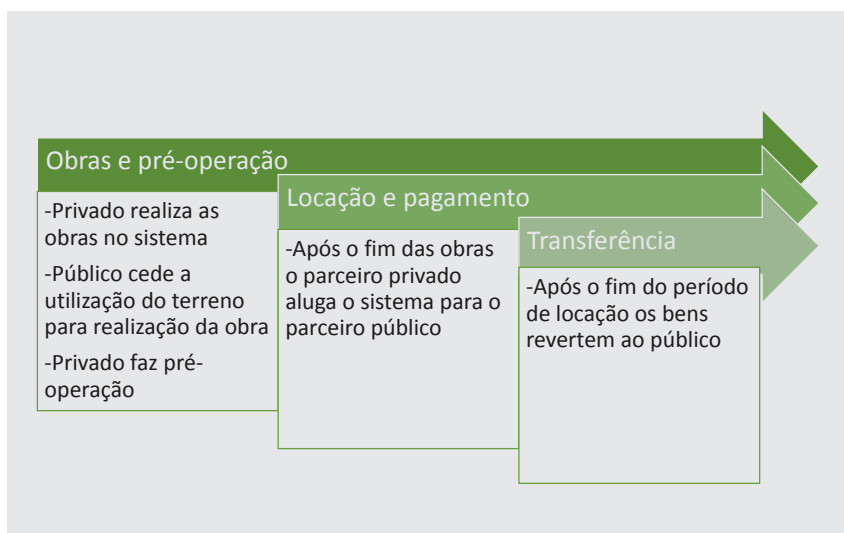 Obras e pré-operação
-Privado realiza as
obras no sistema
-Público cede a
utilização do terreno
para realização da obra
-Privado faz pré-
operação
Locação e pagamento
-Após o fim das obras
o parceiro privado
aluga o sistema para o
parceiro público
Transferência
-Após o fim do período
de locação os bens
revertem ao público